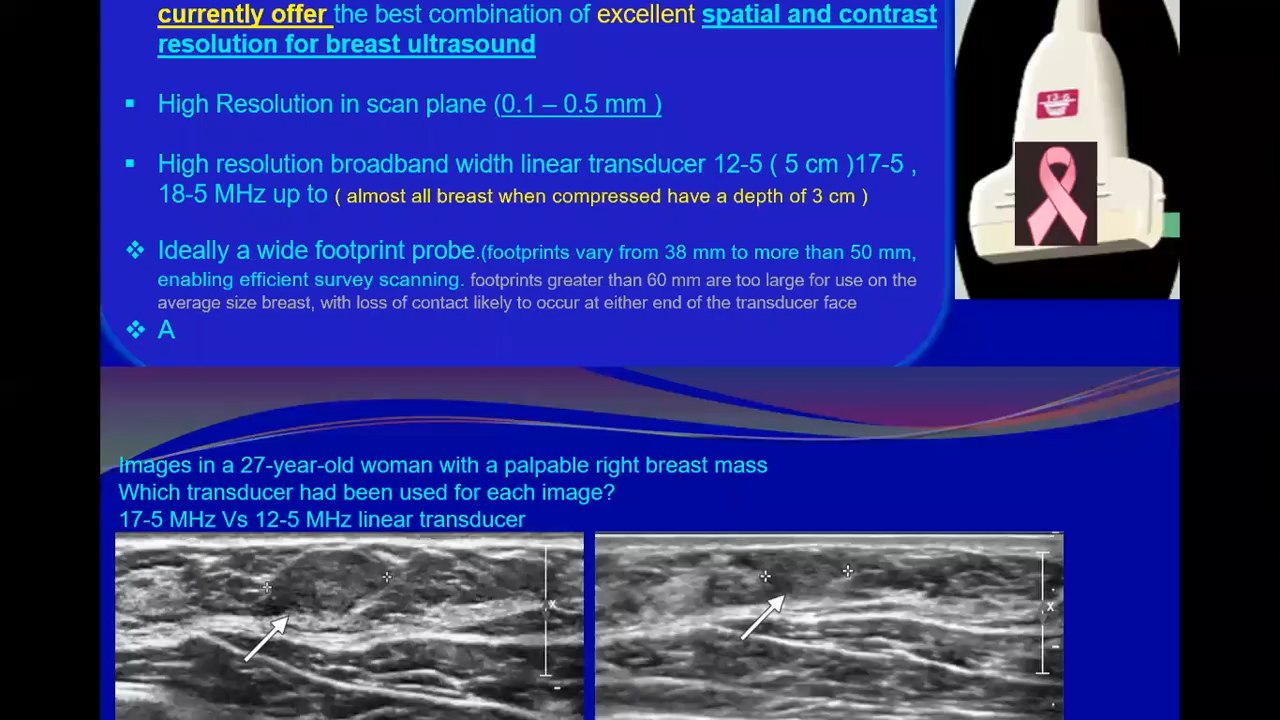 currently offer the best combination of excellent spatial and contrast
resolution for breast ultrasound
▪ High Resolution in scan plane (0.1 – 0.5 mm )
▪ High resolution broadband width linear transducer 12-5 ( 5 cm )17-5 ,
18-5 MHz up to ( almost all breast when compressed have a depth of 3 cm )
❖ Ideally a wide footprint probe.(footprints vary from 38 mm to more than 50 mm,
enabling efficient survey scanning. footprints greater than 60 mm are too large for use on the
average size breast, with loss of contact likely to occur at either end of the transducer face
❖ A
Images in a 27-year-old woman with a palpable right breast mass
Which transducer had been used for each image?
17-5 MHz Vs 12-5 MHz linear transducer
x
x